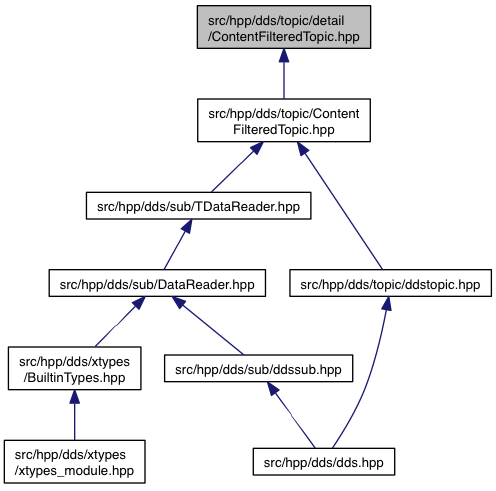 src/hpp/dds/topic/detail
/ContentFilteredTopic.hpp
src/hpp/dds/topic/Content
FilteredTopic.hpp
src/hpp/dds/sub/TDataReader.hpp
src/hpp/dds/sub/DataReader.hpp
src/hpp/dds/topic/ddstopic.hpp
src/hpp/dds/xtypes
/BuiltinTypes.hpp
src/hpp/dds/sub/ddssub.hpp
src/hpp/dds/xtypes
/xtypes_module.hpp
src/hpp/dds/dds.hpp